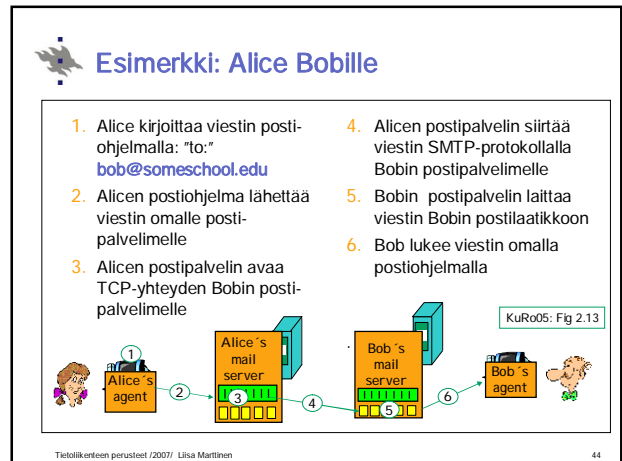 Esimerkki: Alice Bobille
1. Alice kirjoittaa viestin posti-
ohjelmalla: "to:"
bob@someschool.edu
2. Alicen postiohjelma lähettää
viestin omalle posti-
palvelimelle
3. Alicen postipalvelin avaa
TCP-yhteyden Bobin posti-
palvelimelle
4. Alicen postipalvelin siirtää
viestin SMTP-protokollalla
Bobin postipalvelimelle
5. Bobin postipalvelin laittaa
viestin Bobin postilaatikkoon
6. Bob lukee viestin omalla
postiohjelmalla
KuRo05: Fig 2.13
1
Alice´s
agent
2
Alice´s
mail
server
3
4
Bob´s
mail
server
5
6
Bob´s
agent
Tietoliikenteen perusteet /2007/ Liisa Marttinen
44